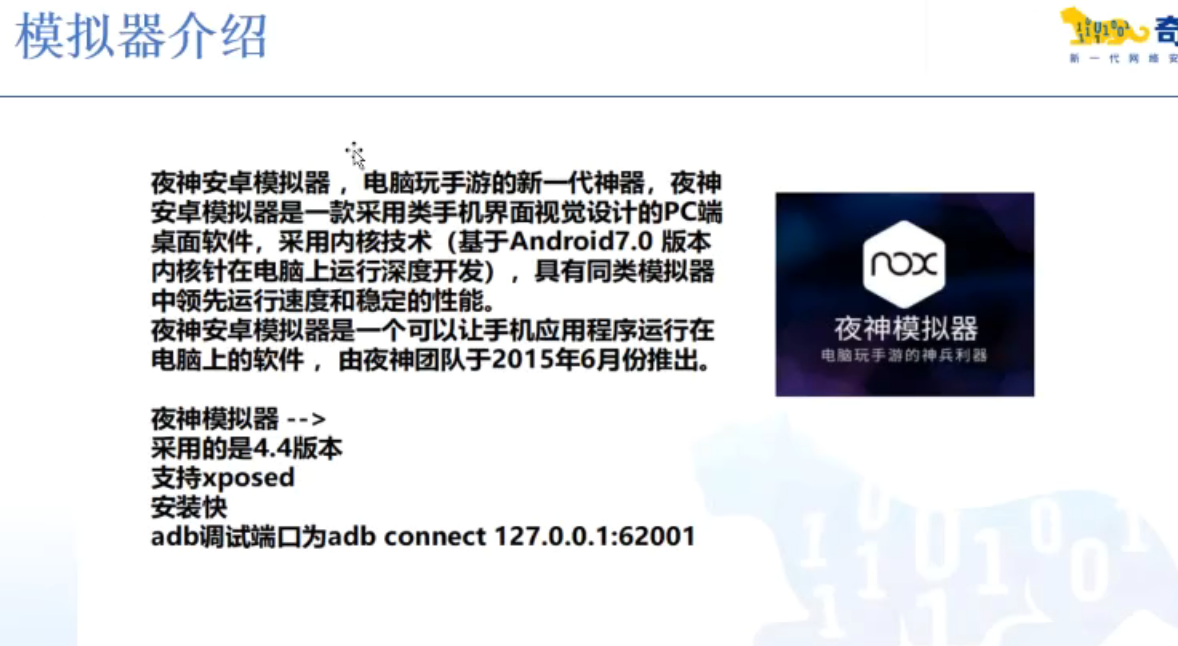 模拟器介绍
奇
新一代网络安
夜神安卓模拟器 ，电脑玩手游的新一代神器，夜神
安卓模拟器是一款采用类手机界面视觉设计的PC端
桌面软件，采用内核技术（基于Android7.0 版本
内核针在电脑上运行深度开发），具有同类模拟器
中领先运行速度和稳定的性能。
夜神安卓模拟器是一个可以让手机应用程序运行在
电脑上的软件 ，由夜神团队于2015年6月份推出。
夜神模拟器 -->
采用的是4.4版本
支持xposed
安装快
adb调试端口为adb connect 127.0.0.1:62001
nox
夜神模拟器
电脑玩手游的神兵利器